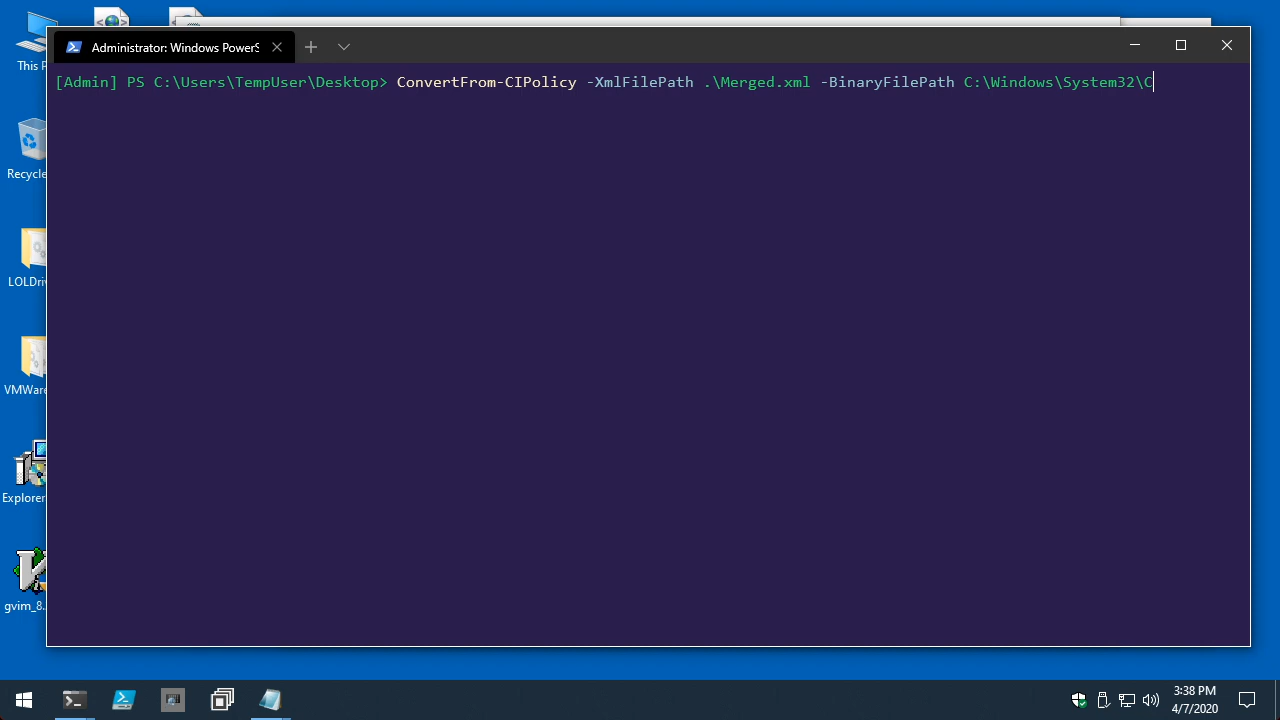 Administrator: Windows PowerS
[Admin] PS C:\Users\TempUser\Desktop> ConvertFrom-CIPolicy -XmlFilePath .\Merged.xml -BinaryFilePath C:\Windows\System32\C
This P
Recycle
LOLDriv
VMWare
Explorer
gvim_8.
3:38 PM
4/7/2020